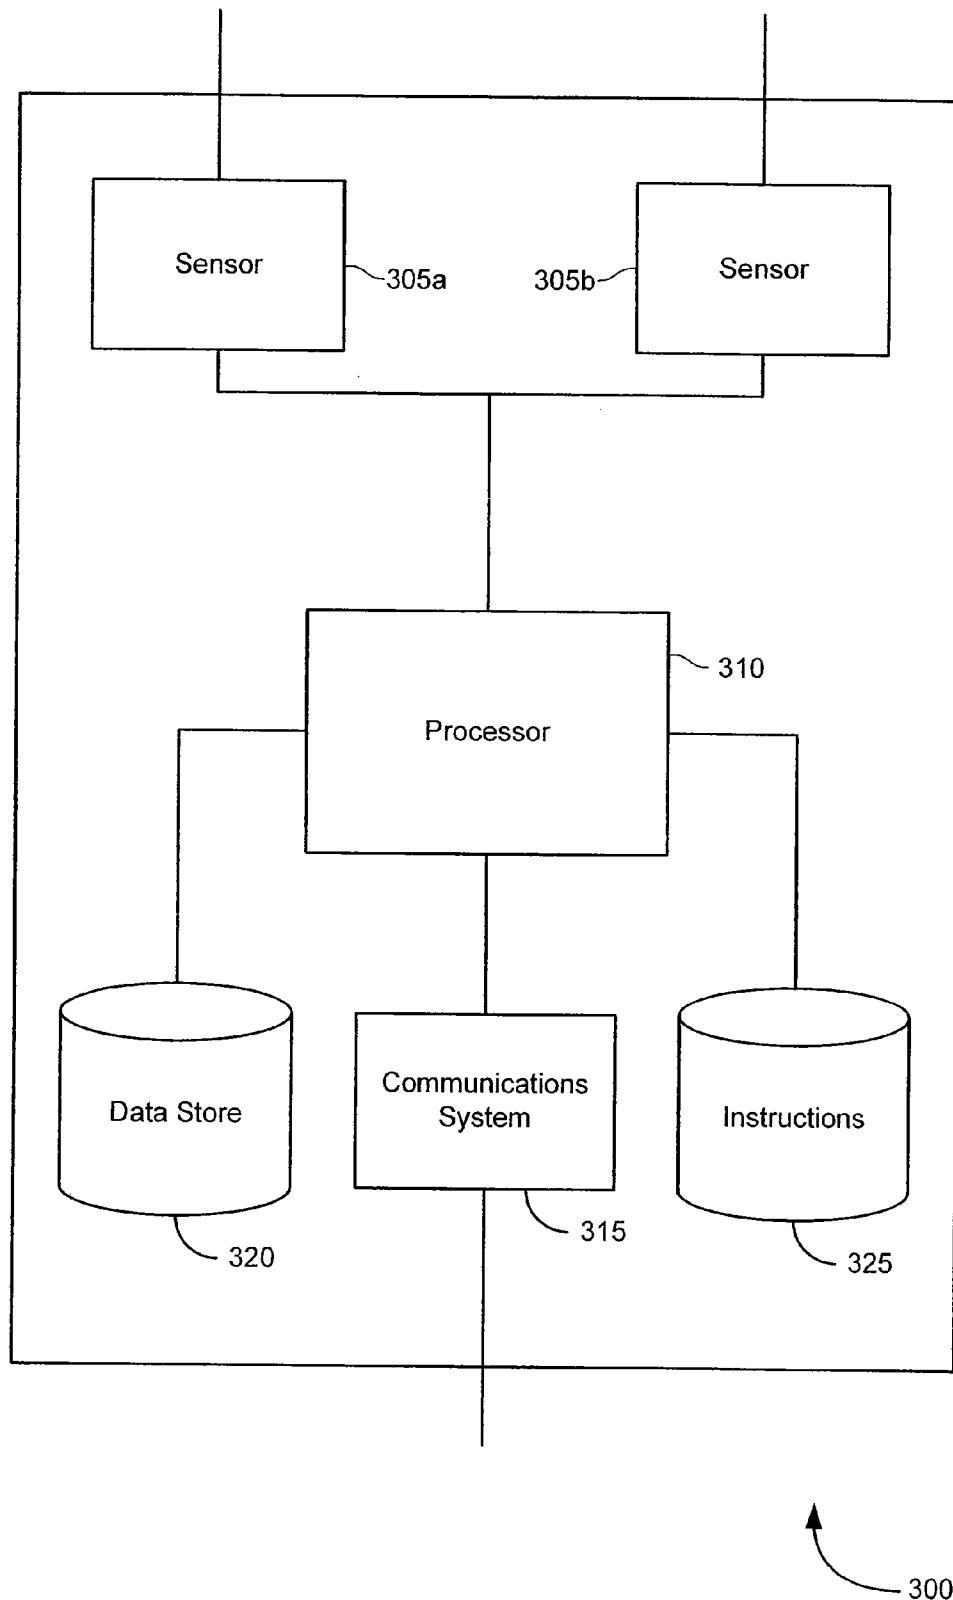 Sensor
305a
305b
Sensor
310
Processor
Data Store
Communications
System
Instructions
315
320
325
300